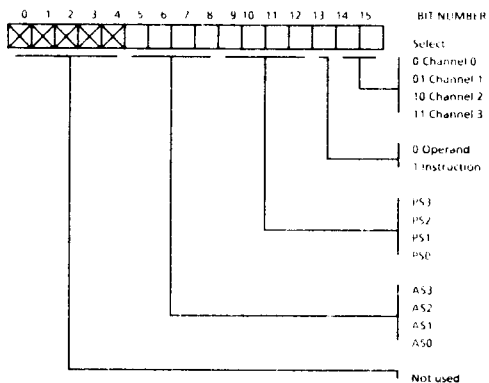 0 1 2 3 4 5 6 7 8 9 10 11 12 13 14 15 BIT NUMBER
Select
0 Channel 0
01 Channel 1
10 Channel 2
11 Channel 3
0 Operand
1 Instruction
PS3
PS2
PS1
PS0
AS3
AS2
AS1
AS0
Not used